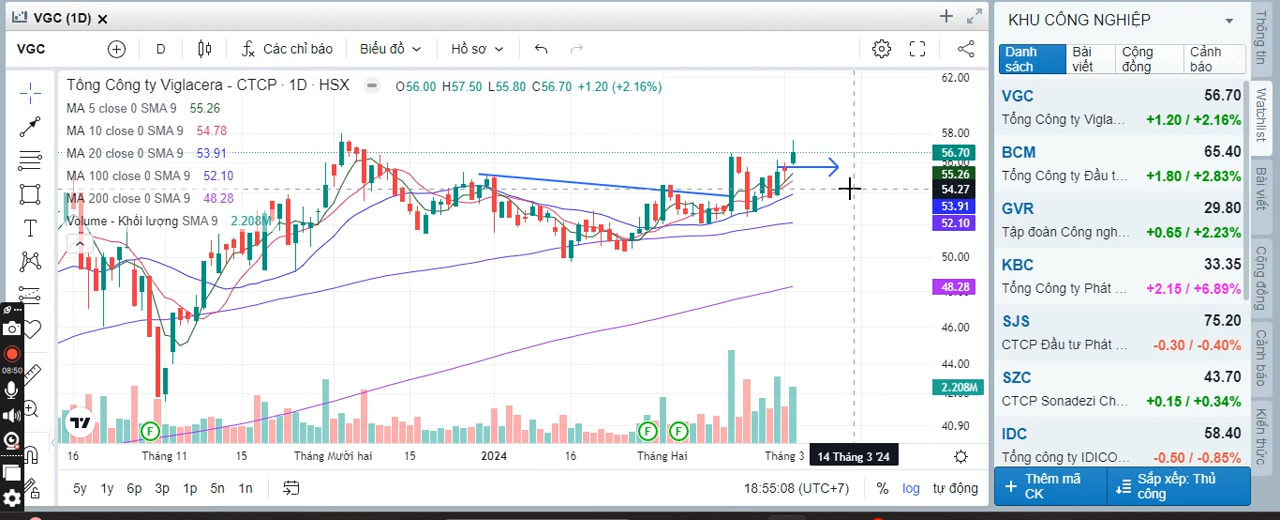 VGC (1D)
VGC
D
Các chỉ báo
Biểu đồ
Hồ sơ
Tổng Công ty Viglacera - CTCP · 1D · HSX
O56.00 H57.50 L55.80 C56.70 +1.20 (+2.16%)
MA 5 close 0 SMA 9 55.26
MA 10 close 0 SMA 9 54.78
MA 20 close 0 SMA 9 53.91
MA 100 close 0 SMA 9 52.10
MA 200 close 0 SMA 9 48.28
Volume - Khối lượng SMA 9 2.208M
62.00
58.00
56.70
56.00
55.26
54.27
53.91
52.10
50.00
48.28
46.00
44.00
2.208M
40.90
F
F
F
16
Tháng 11
15
Tháng Mười hai
15
2024
16
Tháng Hai
Tháng 3
14 Tháng 3 '24
5y
1y
6p
3p
1p
5n
1n
18:55:08 (UTC+7)
%
log
tự động
08:50
KHU CÔNG NGHIỆP
Danh sách
Bài viết
Cộng đồng
Cảnh báo
VGC 56.70
Tổng Công ty Vigla... +1.20 / +2.16%
BCM 65.40
Tổng Công ty Đầu t... +1.80 / +2.83%
GVR 29.80
Tập đoàn Công ngh... +0.65 / +2.23%
KBC 33.35
Tổng Công ty Phát ... +2.15 / +6.89%
SJS 75.20
CTCP Đầu tư Phát ... -0.30 / -0.40%
SZC 43.70
CTCP Sonadezi Ch... +0.15 / +0.34%
IDC 58.40
Tổng công ty IDICO... -0.50 / -0.85%
Thêm mã CK
Sắp xếp: Thủ công
Thông tin
Watchlist
Bài viết
Cộng đồng
Cảnh báo
Kiến thức